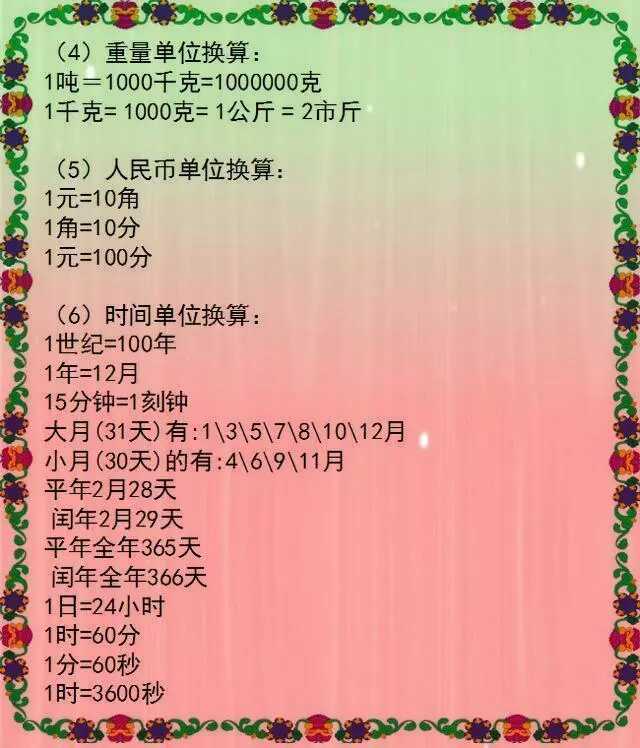 （4）重量单位换算：
1吨＝1000千克=1000000克
1千克= 1000克= 1公斤 = 2市斤
（5）人民币单位换算：
1元=10角
1角=10分
1元=100分
（6）时间单位换算：
1世纪=100年
1年=12月
15分钟=1刻钟
大月(31天)有:1\3\5\7\8\10\12月
小月(30天)的有:4\6\9\11月
平年2月28天
闰年2月29天
平年全年365天
闰年全年366天
1日=24小时
1时=60分
1分=60秒
1时=3600秒